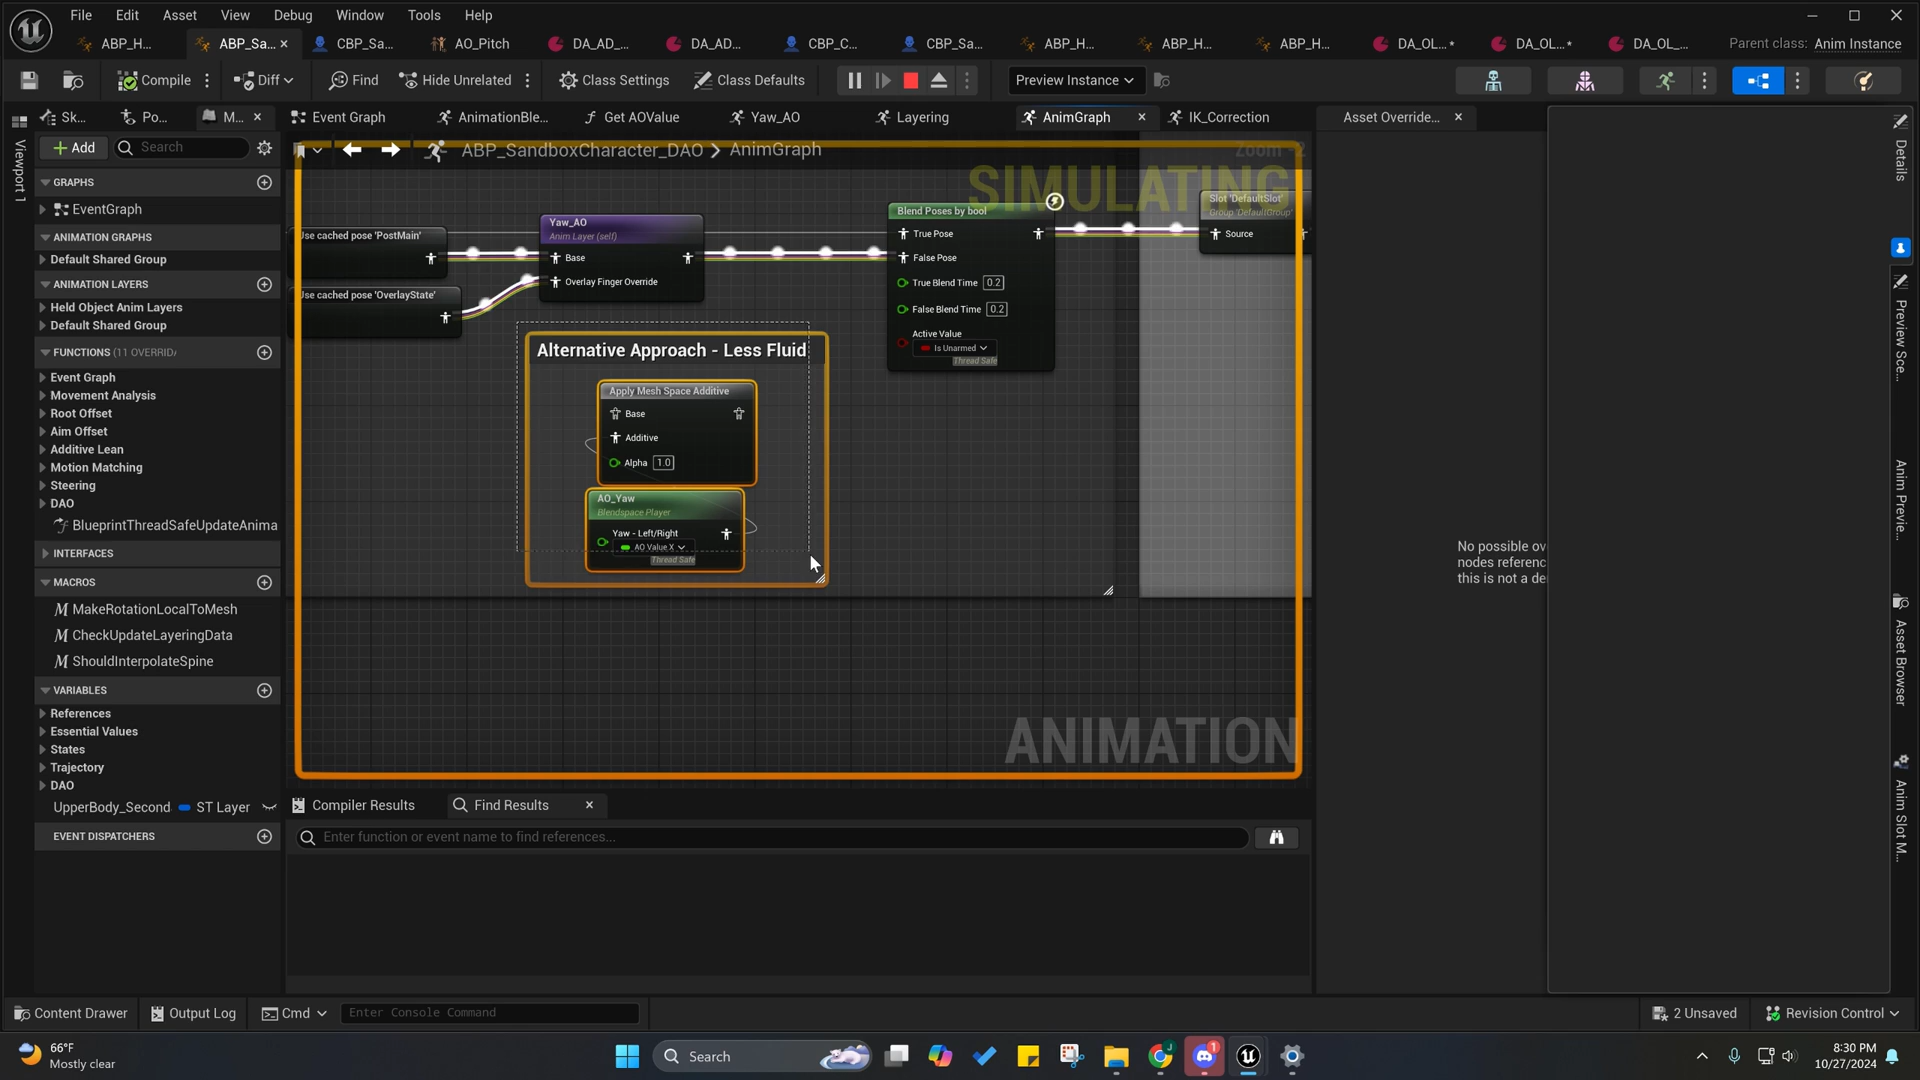 File Edit Asset View Debug Window Tools Help
ABP_H... ABP_Sa... CBP_Sa... AO_Pitch DA_AD_... DA_AD... CBP_C... CBP_Sa... ABP_H... ABP_H... ABP_H... DA_OL...* DA_OL...* DA_OL_... Parent class: Anim Instance
Compile Diff Find Hide Unrelated Class Settings Class Defaults Preview Instance
Sk... Po... M... Event Graph AnimationBle... Get AOValue Yaw_AO Layering AnimGraph IK_Correction Asset Override...
Add Search
ABP_SandboxCharacter_DAO > AnimGraph
Zoom -2
SIMULATING
GRAPHS
EventGraph
ANIMATION GRAPHS
Default Shared Group
ANIMATION LAYERS
Held Object Anim Layers
Default Shared Group
FUNCTIONS (11 OVERRIDA
Event Graph
Movement Analysis
Root Offset
Aim Offset
Additive Lean
Motion Matching
Steering
DAO
BlueprintThreadSafeUpdateAnima
INTERFACES
MACROS
MakeRotationLocalToMesh
CheckUpdateLayeringData
ShouldInterpolateSpine
VARIABLES
References
Essential Values
States
Trajectory
DAO
UpperBody_Second ST Layer
EVENT DISPATCHERS
Use cached pose 'PostMain'
Use cached pose 'OverlayState'
Yaw_AO
Anim Layer (self)
Base
Overlay Finger Override
Blend Poses by bool
True Pose
False Pose
True Blend Time 0.2
False Blend Time 0.2
Active Value
Is Unarmed
Thread Safe
Slot 'DefaultSlot'
Group 'DefaultGroup'
Source
Alternative Approach - Less Fluid
Apply Mesh Space Additive
Base
Additive
Alpha 1.0
AO_Yaw
Blendspace Player
Yaw - Left/Right
AO Value X
Thread Safe
ANIMATION
No possible ov
nodes referenc
this is not a de
Viewport 1
Details
Preview Sce...
Anim Previe...
Asset Browser
Anim Slot M...
Compiler Results Find Results
Enter function or event name to find references...
Content Drawer Output Log Cmd Enter Console Command 2 Unsaved Revision Control
66°F
Mostly clear
Search
J
1
8:30 PM
10/27/2024